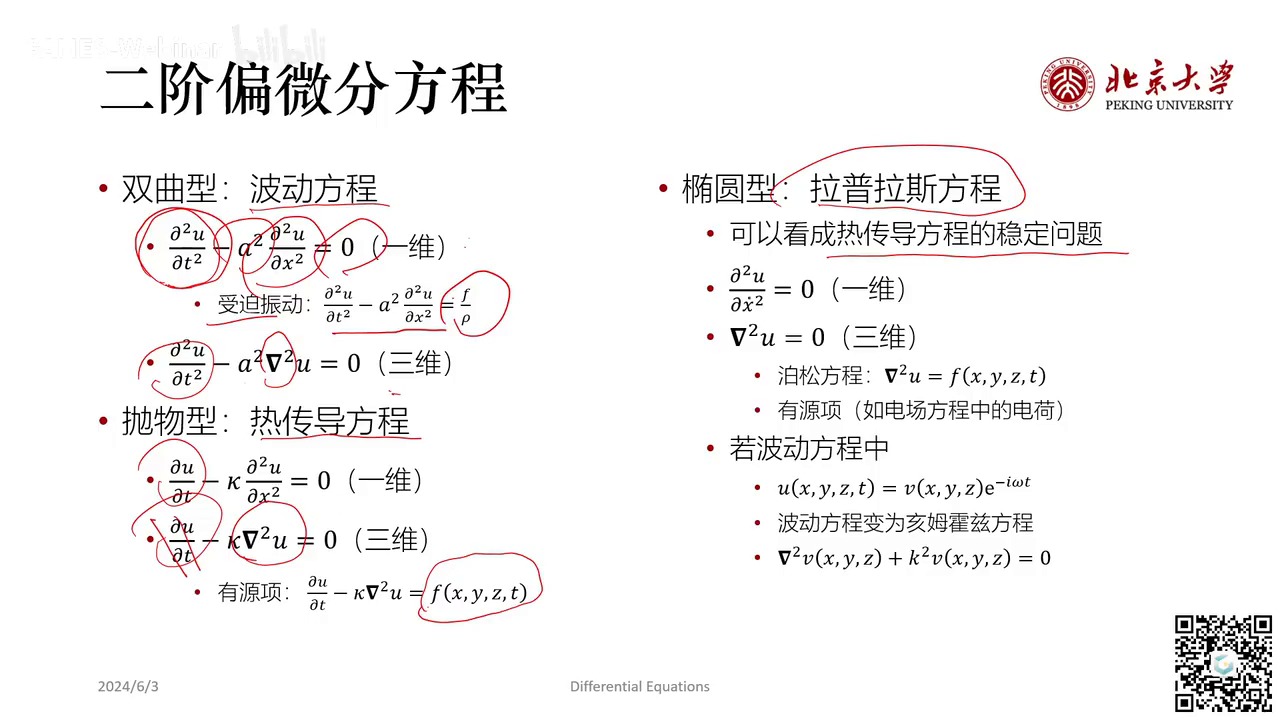 二阶偏微分方程
北京大学
PEKING UNIVERSITY
• 双曲型：波动方程
• ∂²u/∂t² − a² ∂²u/∂x² = 0（一维）
• 受迫振动：∂²u/∂t² − a² ∂²u/∂x² = f/ρ
• ∂²u/∂t² − a²∇²u = 0（三维）
• 抛物型：热传导方程
• ∂u/∂t − κ ∂²u/∂x² = 0（一维）
• ∂u/∂t − κ∇²u = 0（三维）
• 有源项：∂u/∂t − κ∇²u = f(x, y, z, t)
• 椭圆型：拉普拉斯方程
• 可以看成热传导方程的稳定问题
• ∂²u/∂x² = 0（一维）
• ∇²u = 0（三维）
• 泊松方程：∇²u = f(x, y, z, t)
• 有源项（如电场方程中的电荷）
• 若波动方程中
• u(x, y, z, t) = v(x, y, z)e^{−iωt}
• 波动方程变为亥姆霍兹方程
• ∇²v(x, y, z) + k²v(x, y, z) = 0
2024/6/3
Differential Equations